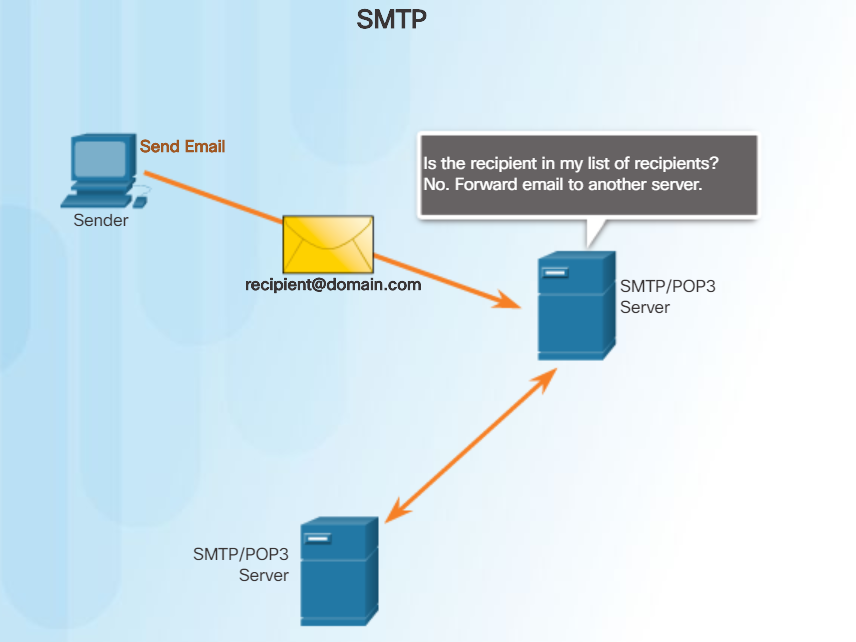 SMTP
Send Email
Sender
Is the recipient in my list of recipients?
No. Forward email to another server.
recipient@domain.com
SMTP/POP3
Server
SMTP/POP3
Server